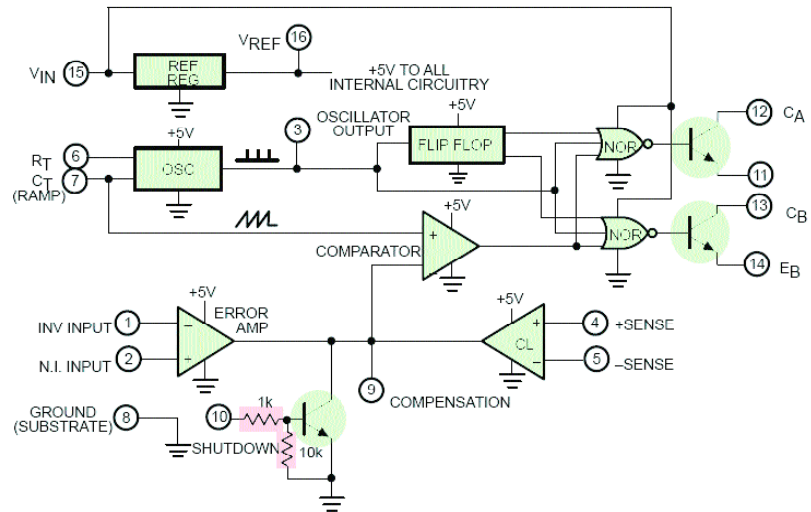 VREF
16
VIN
15
REF
REG
+5V TO ALL
INTERNAL CIRCUITRY
+5V
3
OSCILLATOR
OUTPUT
+5V
12
CA
RT
6
OSC
FLIP FLOP
NOR
CT
7
(RAMP)
11
13
CB
+5V
COMPARATOR
+
−
NOR
14
EB
+5V
ERROR
AMP
+5V
INV INPUT
1
−
+
4
+SENSE
N.I. INPUT
2
+
CL
−
5
−SENSE
9
COMPENSATION
GROUND
(SUBSTRATE)
8
10
1k
SHUTDOWN
10k